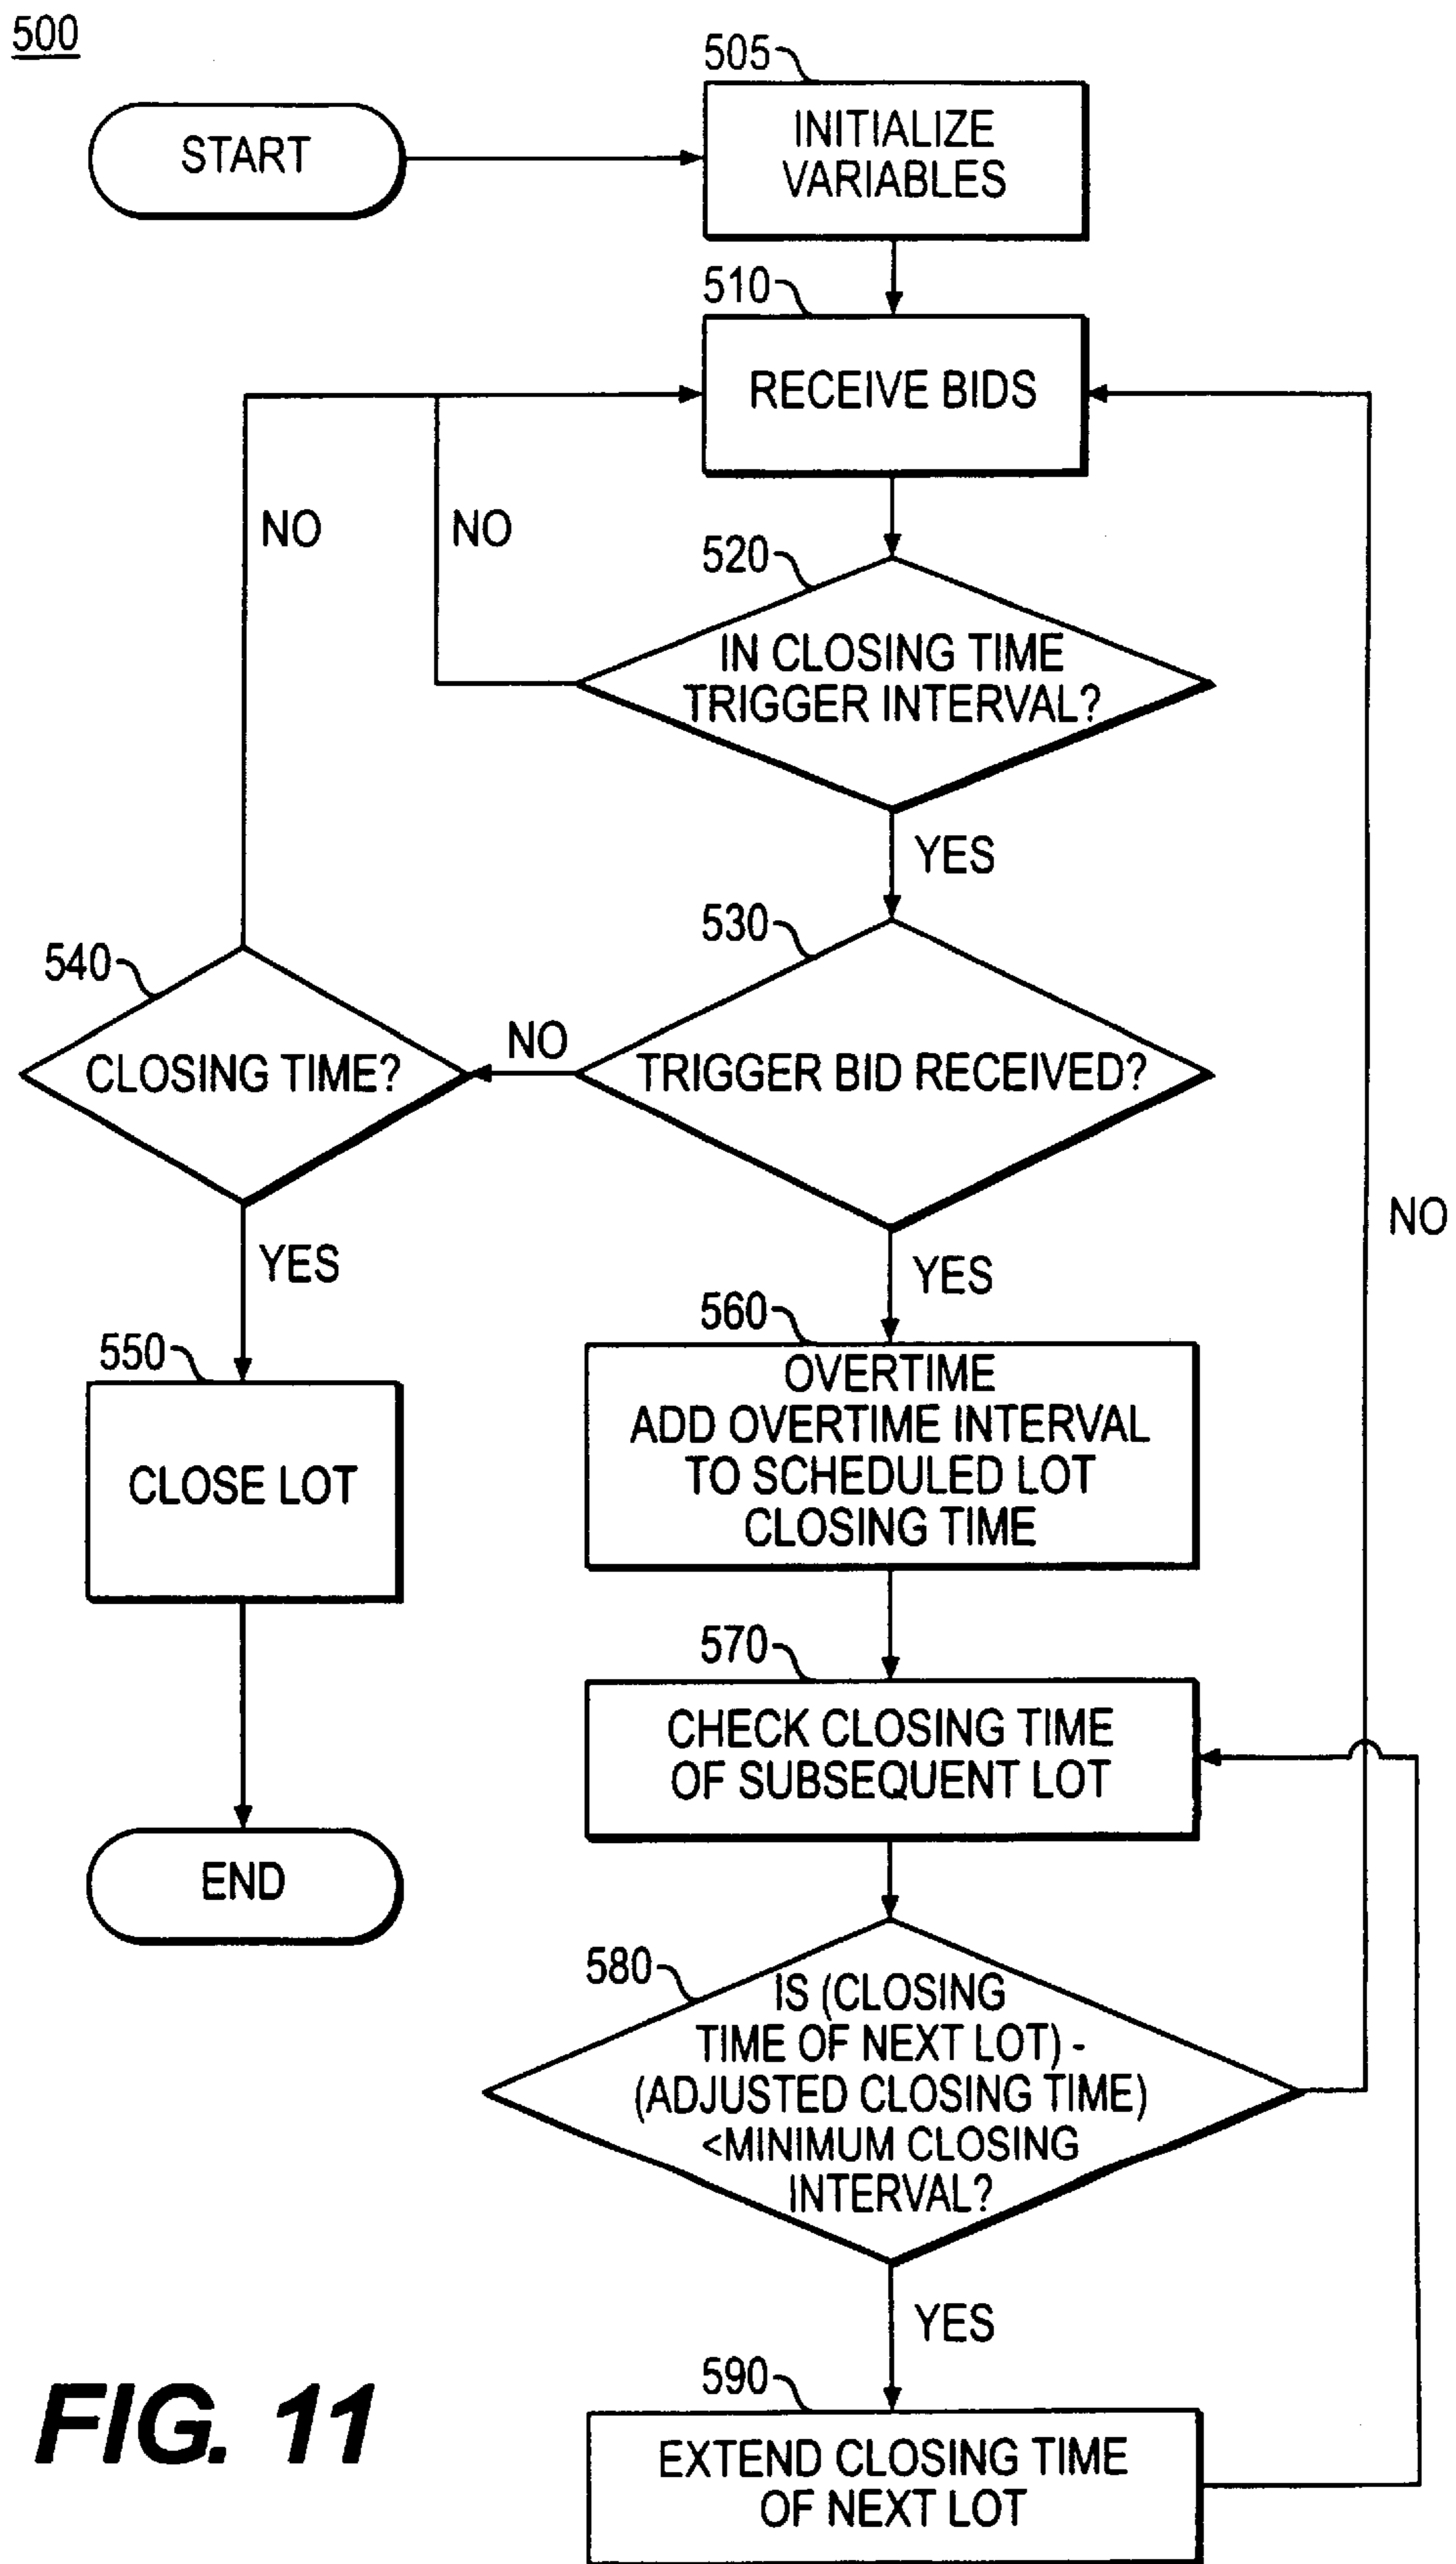 500
505
START
INITIALIZE
VARIABLES
510
RECEIVE BIDS
NO
NO
520
IN CLOSING TIME
TRIGGER INTERVAL?
YES
530
540
NO
CLOSING TIME?
TRIGGER BID RECEIVED?
NO
YES
YES
560
550
OVERTIME
ADD OVERTIME INTERVAL
TO SCHEDULED LOT
CLOSING TIME
CLOSE LOT
570
CHECK CLOSING TIME
OF SUBSEQUENT LOT
END
580
IS (CLOSING
TIME OF NEXT LOT) -
(ADJUSTED CLOSING TIME)
<MINIMUM CLOSING
INTERVAL?
YES
590
EXTEND CLOSING TIME
OF NEXT LOT
FIG. 11